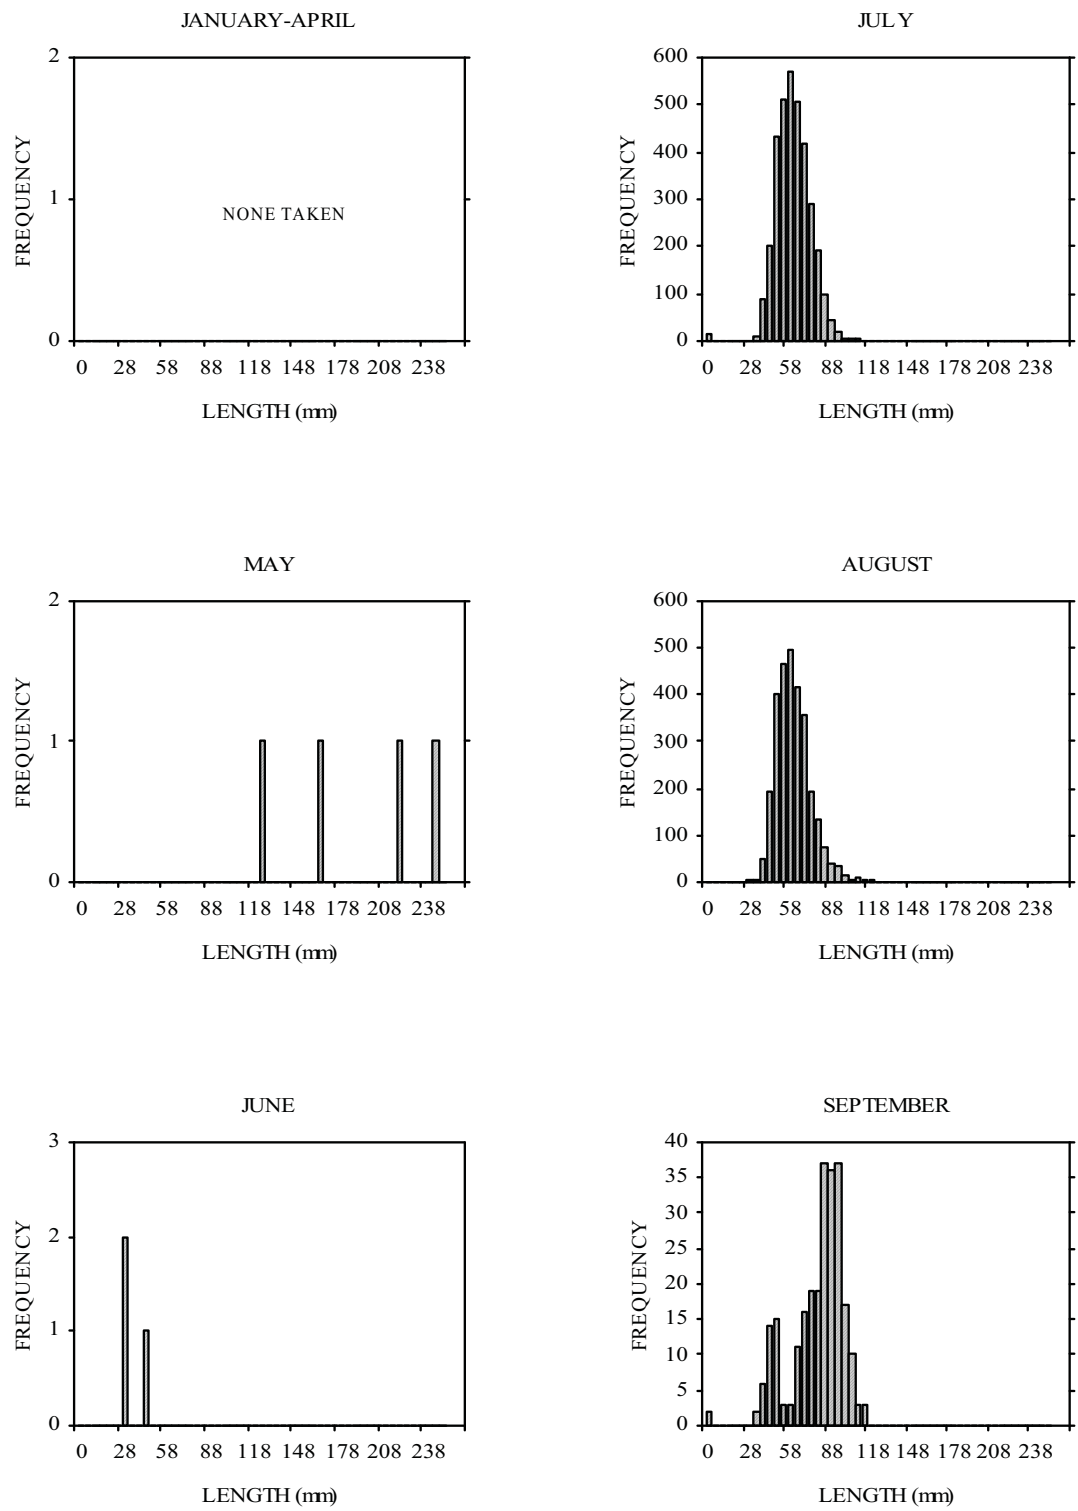 JANUARY-APRIL
2
1
0
FREQUENCY
NONE TAKEN
0 28 58 88 118 148 178 208 238
LENGTH (mm)
JULY
600
500
400
300
200
100
0
FREQUENCY
0 28 58 88 118 148 178 208 238
LENGTH (mm)
MAY
2
1
0
FREQUENCY
0 28 58 88 118 148 178 208 238
LENGTH (mm)
AUGUST
600
500
400
300
200
100
0
FREQUENCY
0 28 58 88 118 148 178 208 238
LENGTH (mm)
JUNE
3
2
1
0
FREQUENCY
0 28 58 88 118 148 178 208 238
LENGTH (mm)
SEPTEMBER
40
35
30
25
20
15
10
5
0
FREQUENCY
0 28 58 88 118 148 178 208 238
LENGTH (mm)